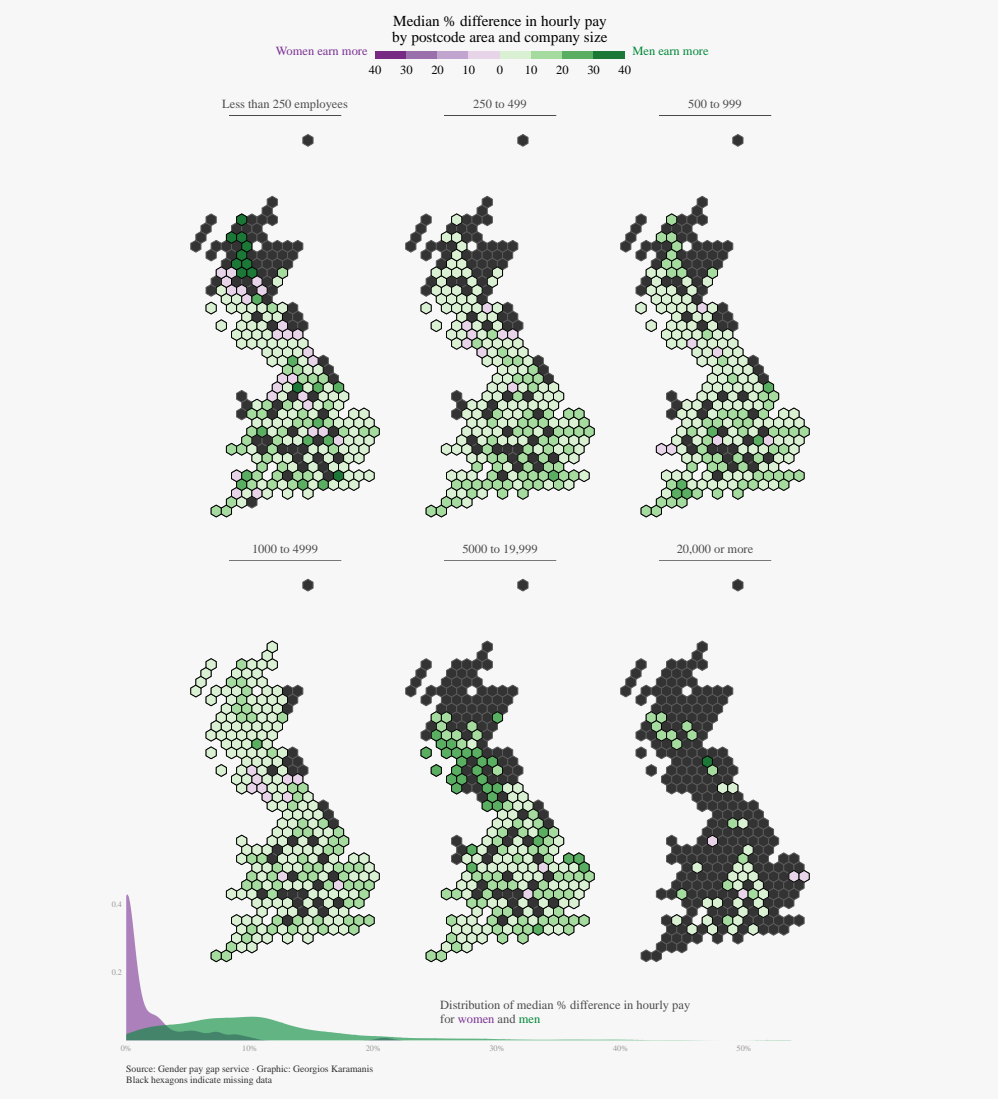 Median % difference in hourly pay
by postcode area and company size
Women earn more
Men earn more
40 30 20 10 0 10 20 30 40
Less than 250 employees
250 to 499
500 to 999
1000 to 4999
5000 to 19,999
20,000 or more
0.4
0.2
Distribution of median % difference in hourly pay
for women and men
0% 10% 20% 30% 40% 50%
Source: Gender pay gap service · Graphic: Georgios Karamanis
Black hexagons indicate missing data